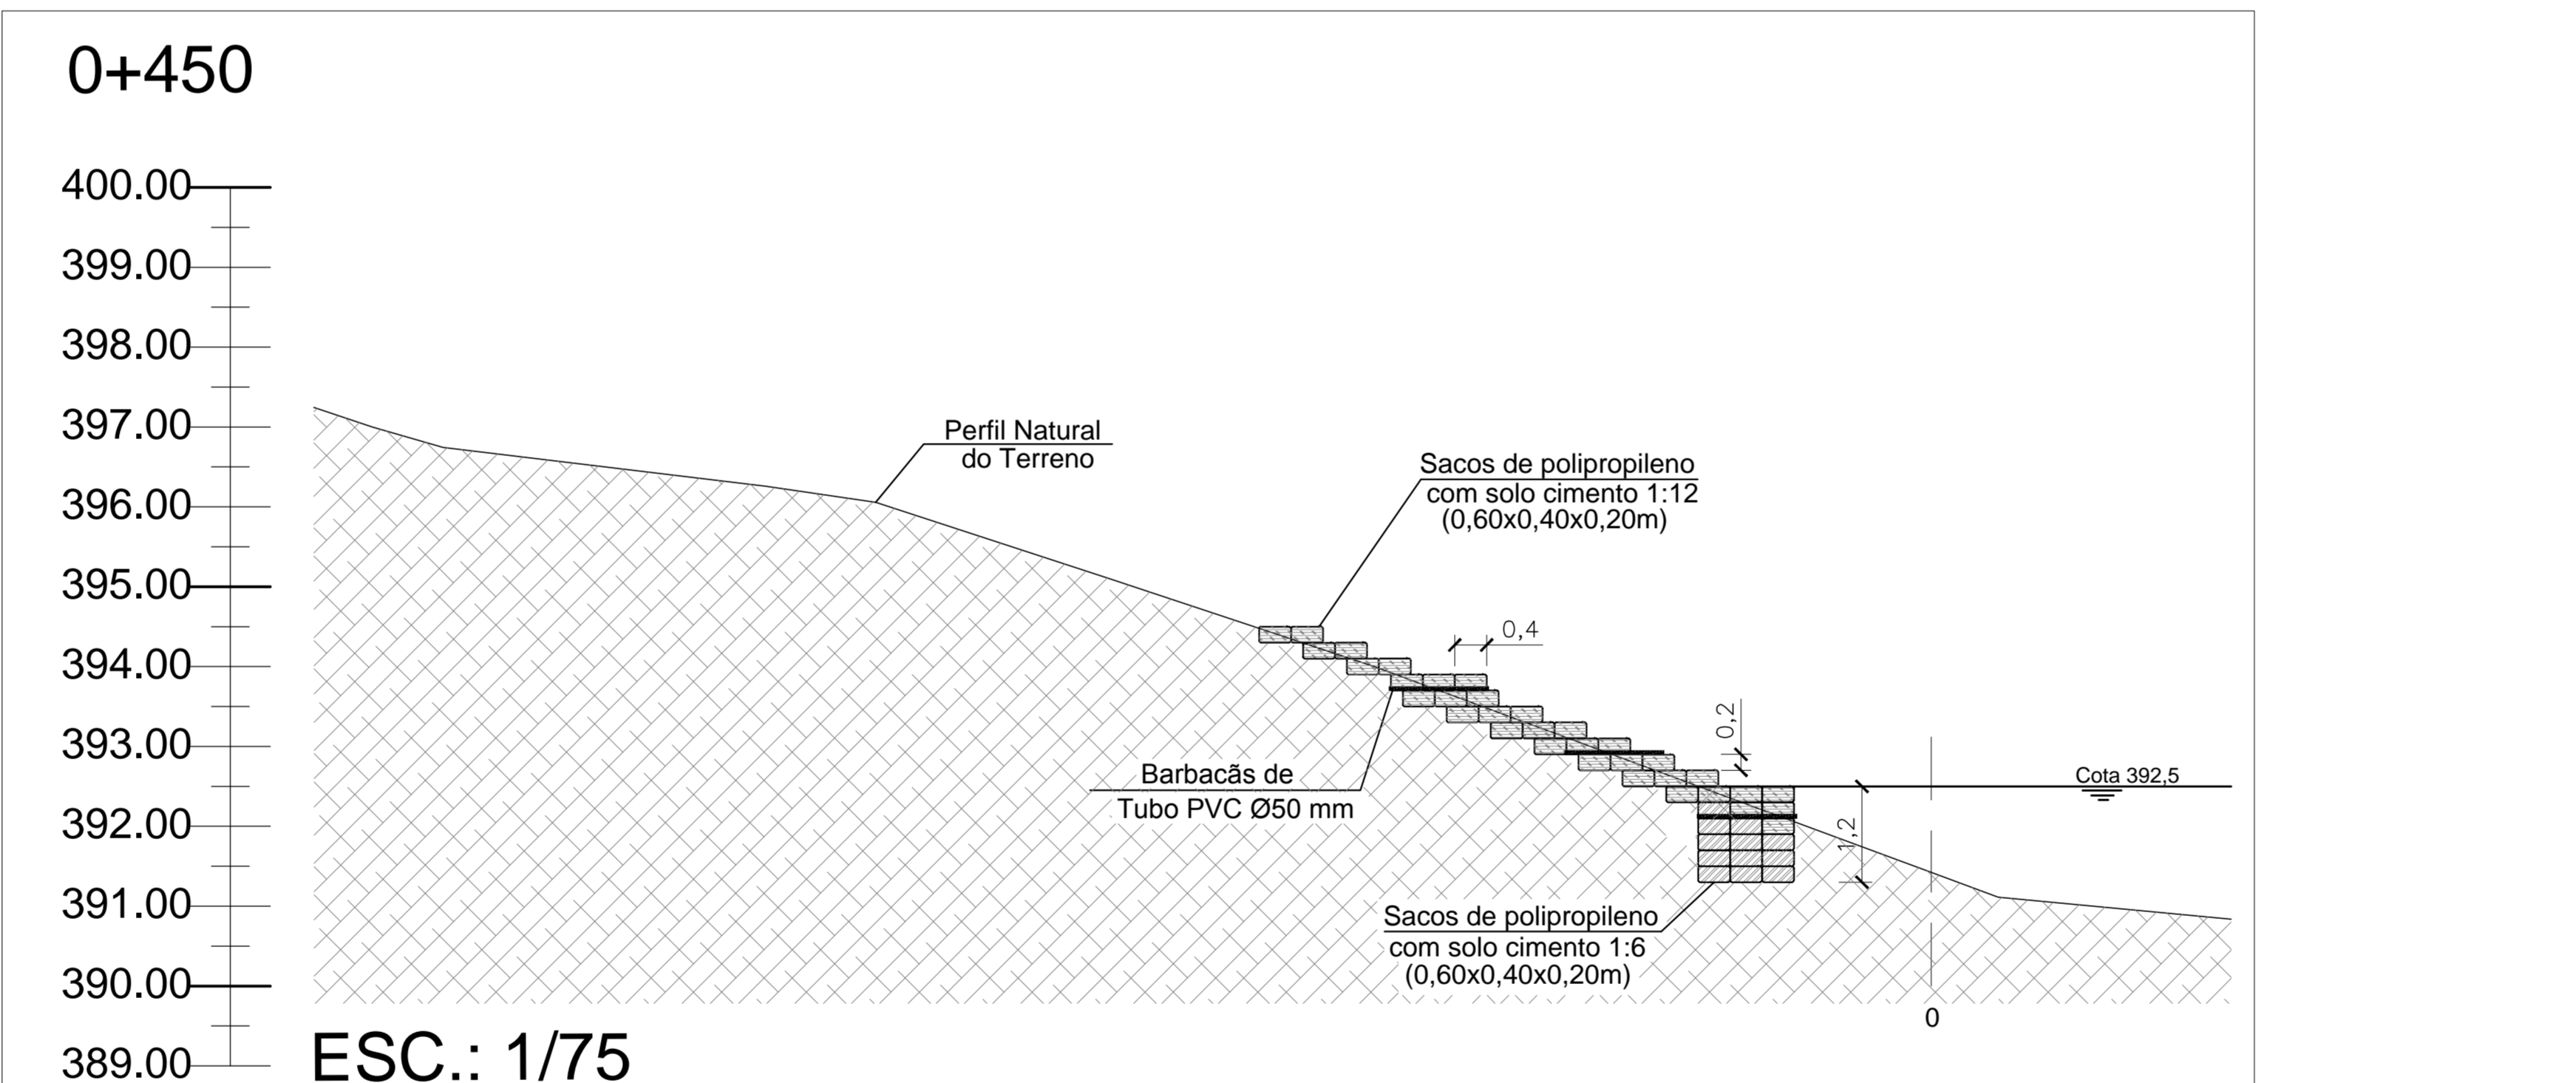 0+450
400.00
399.00
398.00
397.00
396.00
395.00
394.00
393.00
392.00
391.00
390.00
389.00
Perfil Natural
do Terreno
Sacos de polipropileno
com solo cimento 1:12
(0,60x0,40x0,20m)
0,4
0,2
Barbacãs de
Tubo PVC Ø50 mm
Cota 392,5
1,2
Sacos de polipropileno
com solo cimento 1:6
(0,60x0,40x0,20m)
0
ESC.: 1/75